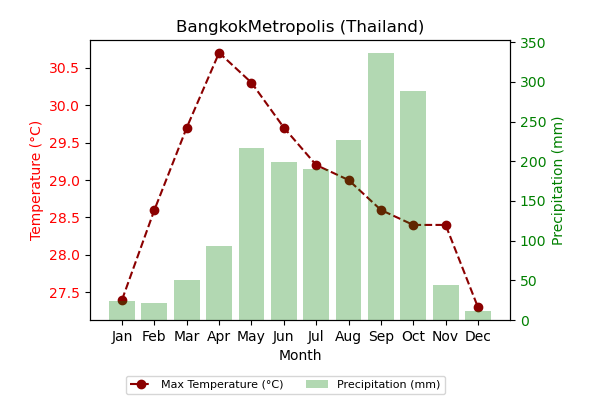 BangkokMetropolis (Thailand)
Temperature (°C)
30.5
30.0
29.5
29.0
28.5
28.0
27.5
350
300
250
200
150
100
50
0
Precipitation (mm)
Jan Feb Mar Apr May Jun Jul Aug Sep Oct Nov Dec
Month
Max Temperature (°C) Precipitation (mm)